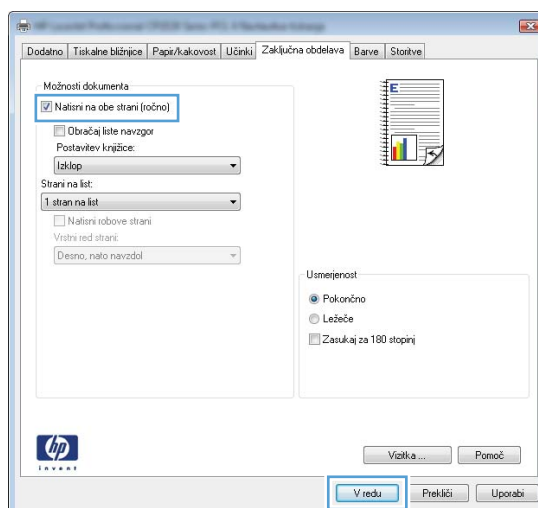 Dodatno Tiskalne bližnjice Papir/kakovost Učinki Zaključna obdelava Barve Storitve
Možnosti dokumenta
Natisni na obe strani (ročno)
Obračaj liste navzgor
Postavitev knjižice:
Izklop
Strani na list:
1 stran na list
Natisni robove strani
Vrstni red strani:
Desno, nato navzdol
E
Usmerjenost
Pokončno
Ležeče
Zasukaj za 180 stopinj
hp
invent
Vizitka ... Pomoč
V redu Prekliči Uporabi